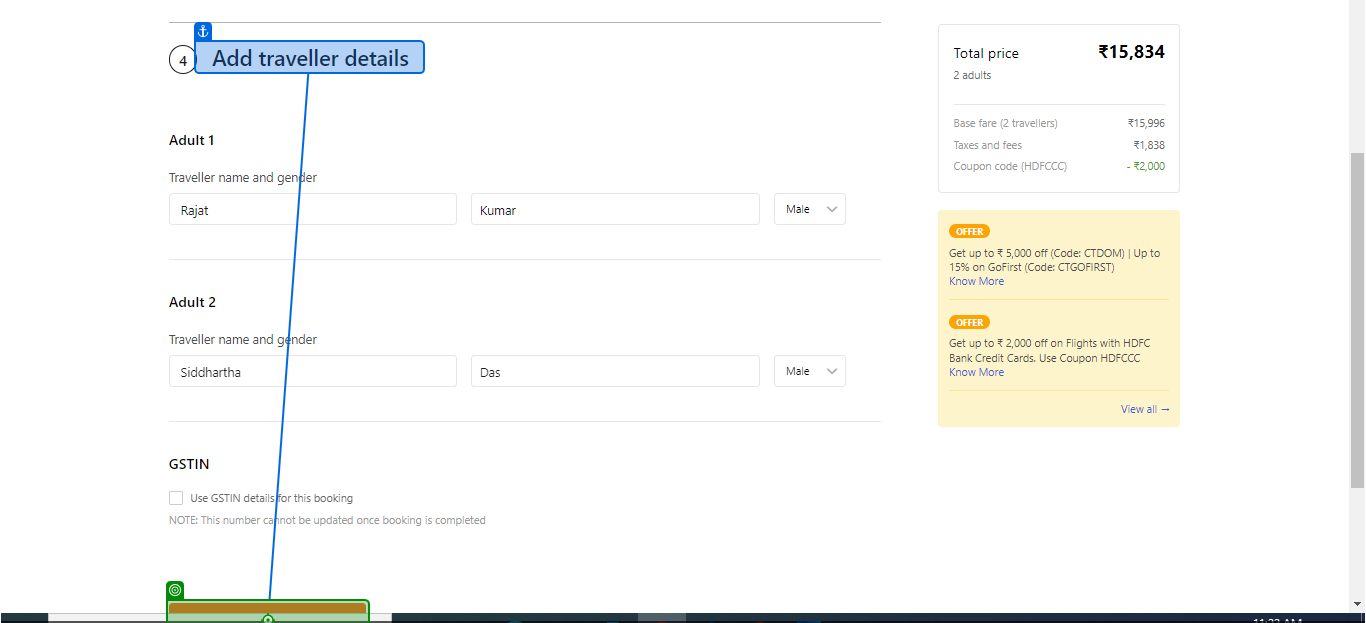 4 Add traveller details
Adult 1
Traveller name and gender
Rajat Kumar Male
Adult 2
Traveller name and gender
Siddhartha Das Male
GSTIN
Use GSTIN details for this booking
NOTE: This number cannot be updated once booking is completed
Total price ₹15,834
2 adults
Base fare (2 travellers) ₹15,996
Taxes and fees ₹1,838
Coupon code (HDFCCC) - ₹2,000
OFFER
Get up to ₹ 5,000 off (Code: CTDOM) | Up to
15% on GoFirst (Code: CTGOFIRST)
Know More
OFFER
Get up to ₹ 2,000 off on Flights with HDFC
Bank Credit Cards. Use Coupon HDFCCC
Know More
View all →